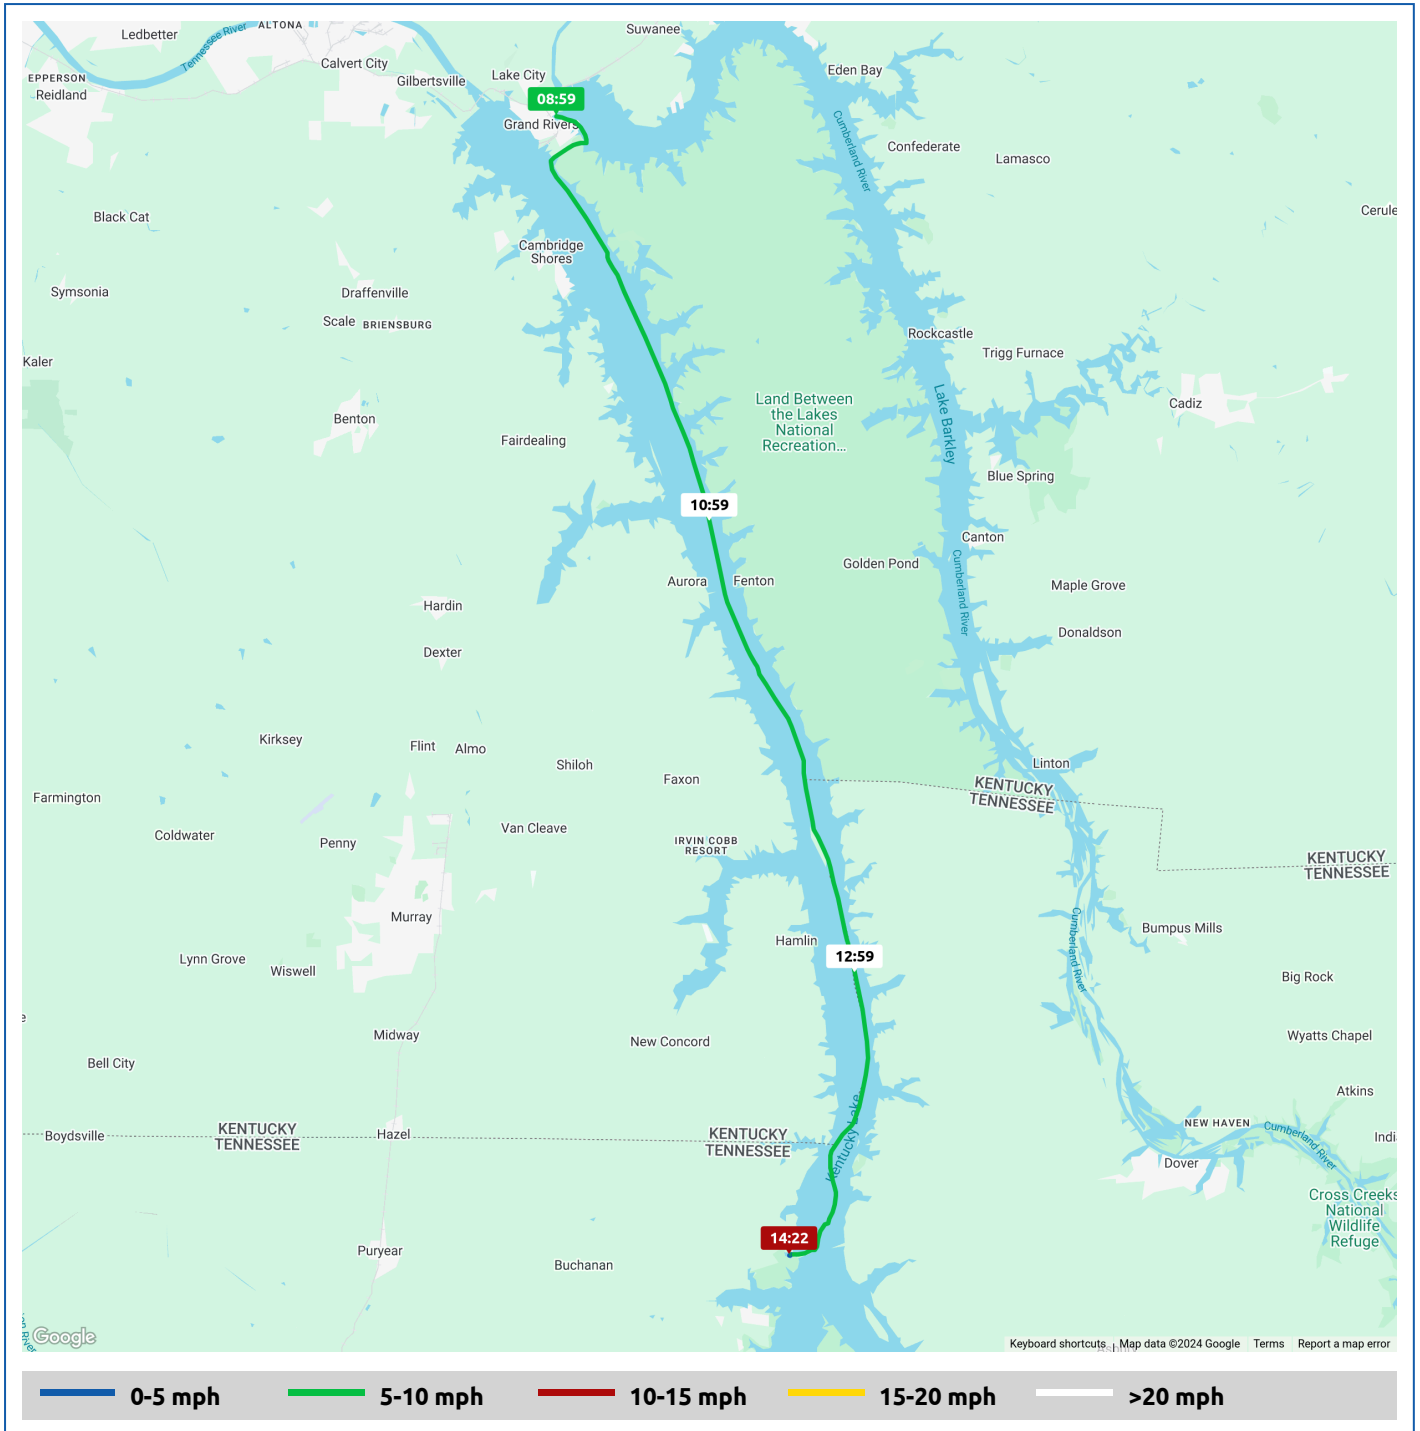 Ledbetter
ALTONA
Suwanee
Tennessee River
Calvert City
Gilbertsville
Lake City
Eden Bay
EPPERSON
Reidland
08:59
Grand Rivers
Cumberland River
Confederate
Lamasco
Black Cat
Cerule
Cambridge
Shores
Symsonia
Draffenville
Scale
BRIENSBURG
Rockcastle
Trigg Furnace
Kaler
Land Between
the Lakes
National
Recreation...
Lake Barkley
Cadiz
Benton
Fairdealing
Blue Spring
10:59
Canton
Golden Pond
Aurora
Fenton
Maple Grove
Cumberland River
Hardin
Donaldson
Dexter
Kirksey
Flint
Almo
Shiloh
Faxon
Linton
KENTUCKY
TENNESSEE
Farmington
Coldwater
Penny
Van Cleave
IRVIN COBB
RESORT
KENTUCKY
TENNESSEE
Murray
Hamlin
Bumpus Mills
Cumberland River
12:59
Lynn Grove
Wiswell
Big Rock
e
Midway
New Concord
Wyatts Chapel
Bell City
Atkins
Kentucky Lake
Boydsville
KENTUCKY
TENNESSEE
Hazel
KENTUCKY
TENNESSEE
NEW HAVEN
Cumberland River
Indi
Dover
Cross Creeks
National
Wildlife
Refuge
14:22
Puryear
Buchanan
Google
Keyboard shortcuts
Map data ©2024 Google
Terms
Report a map error
0-5 mph
5-10 mph
10-15 mph
15-20 mph
>20 mph